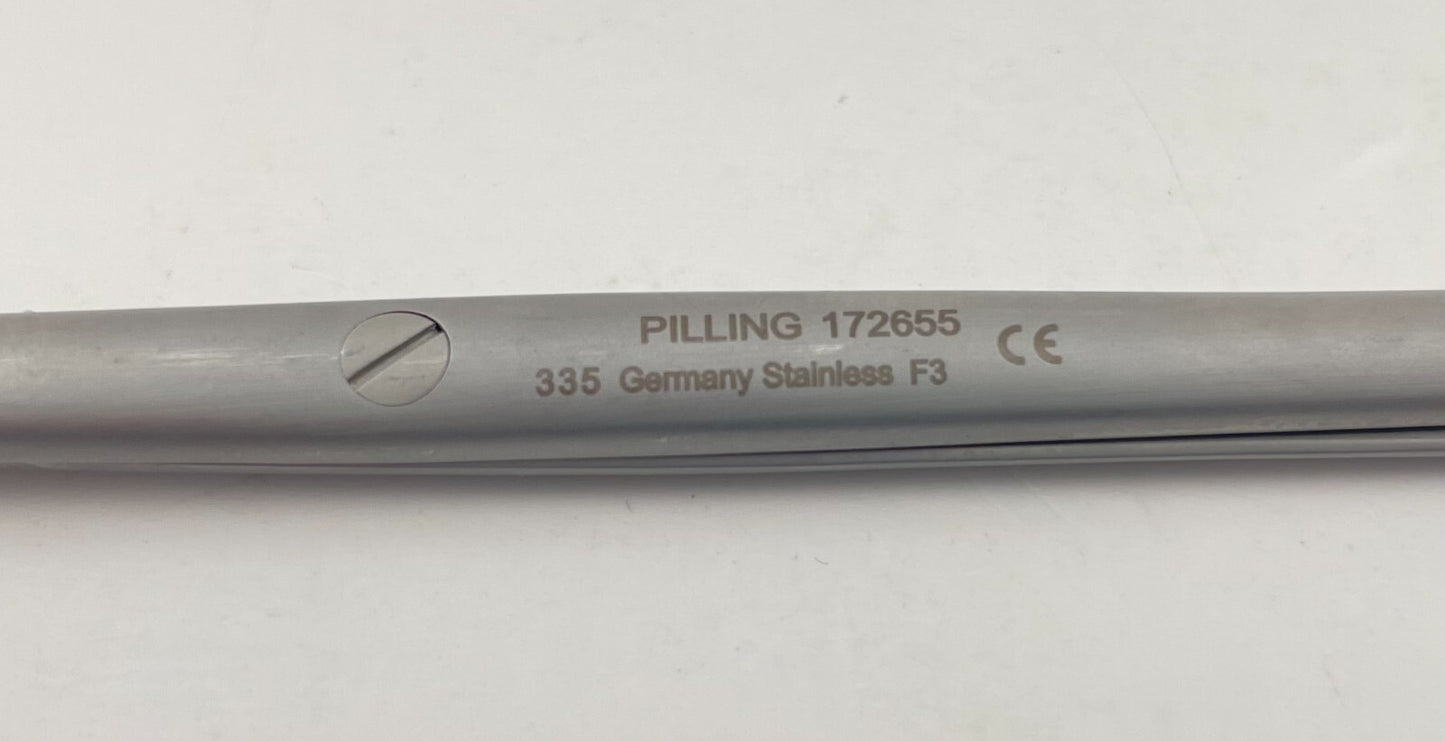 PILLING 172655 CE
335 Germany Stainless F3